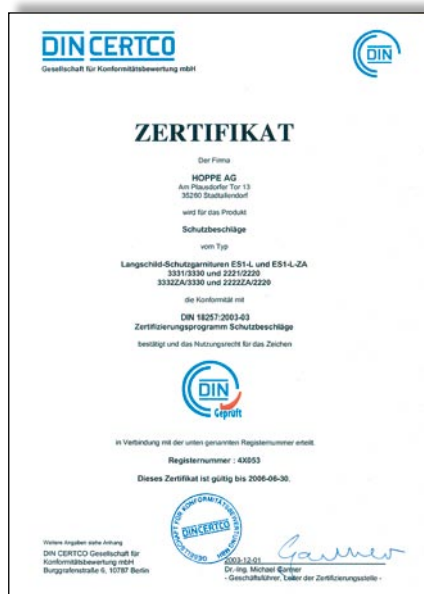 DIN CERTCO
Gesellschaft für Konformitätsbewertung mbH
DIN
ZERTIFIKAT
Der Firma
HOPPE AG
Am Plausdorfer Tor 13
35260 Stadtallendorf
wird für das Produkt
Schutzbeschläge
vom Typ
Langschild-Schutzgarnituren ES1-L und ES1-L-ZA
3331/3330 und 2221/2220
3332ZA/3330 und 2222ZA/2220
die Konformität mit
DIN 18257:2003-03
Zertifizierungsprogramm Schutzbeschläge
bestätigt und das Nutzungsrecht für das Zeichen
DIN
Geprüft
in Verbindung mit der unten genannten Registernummer erteilt.
Registernummer : 4X053
Dieses Zertifikat ist gültig bis 2006-06-30.
GESELLSCHAFT FÜR KONFORMITÄTSBEWERTUNG MBH
DINCERTCO
Weitere Angaben siehe Anhang
DIN CERTCO Gesellschaft für
Konformitätsbewertung mbH
Burggrafenstraße 6, 10787 Berlin
2003-12-01
Dr.-Ing. Michael Gartner
- Geschäftsführer, Leiter der Zertifizierungsstelle -